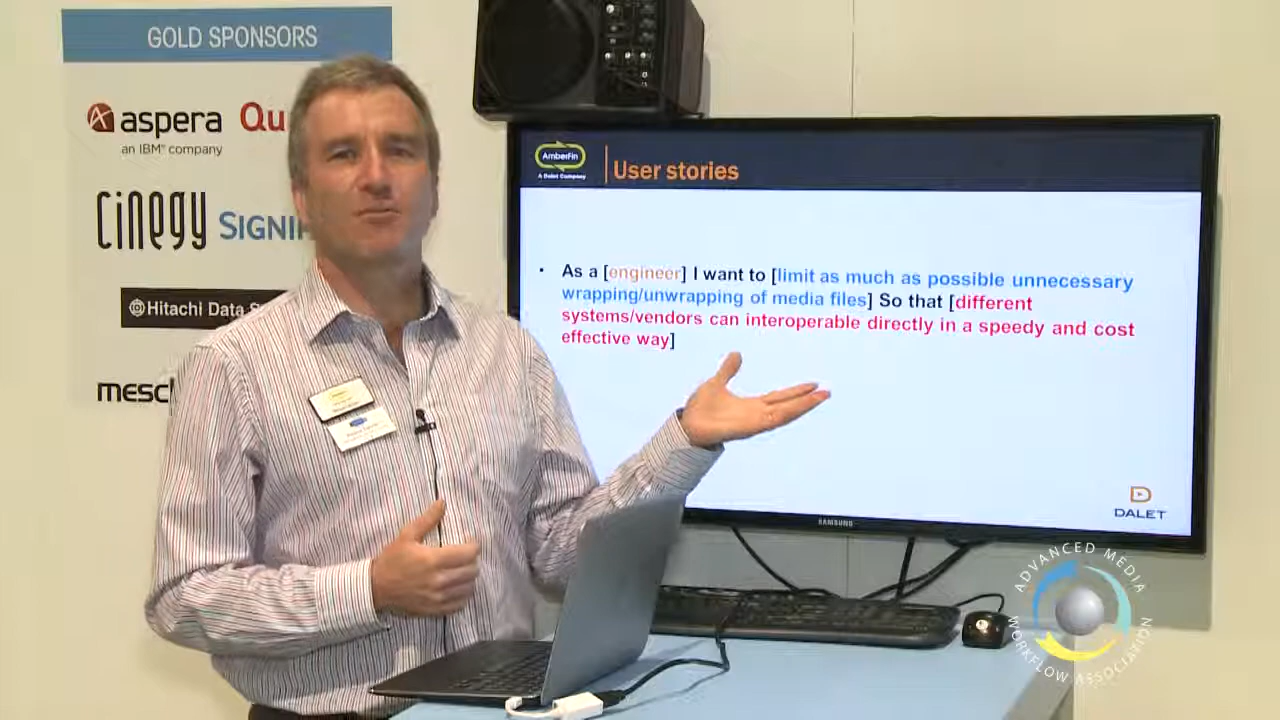 GOLD SPONSORS
aspera
an IBM company
Qu
cinegy
SIGNI
Hitachi Data S
AmberFin
A Dalet Company
User stories
• As a [engineer] I want to [limit as much as possible unnecessary
wrapping/unwrapping of media files] So that [different
systems/vendors can interoperable directly in a speedy and cost
effective way]
DALET
SAMSUNG
ADVANCED MEDIA
WORKFLOW ASSOCIATION